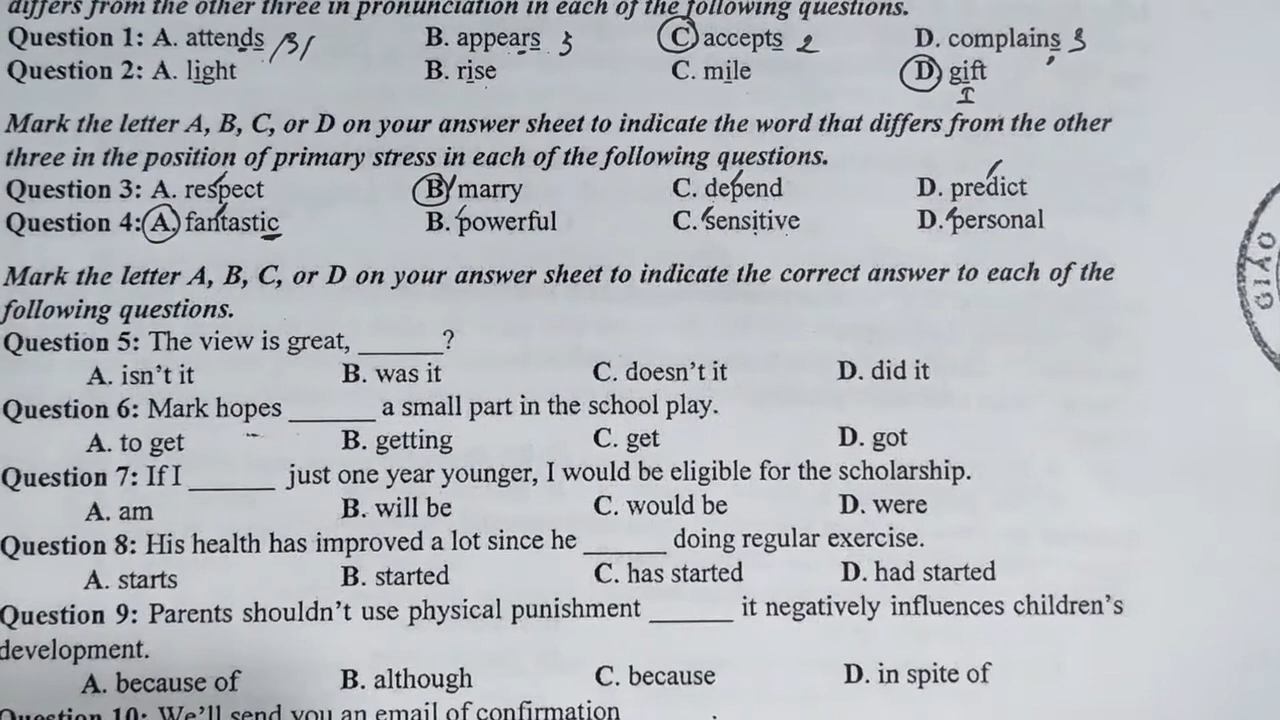 differs from the other three in pronunciation in each of the following questions.
Question 1: A. attends /З/ B. appears З C. accepts D. complains З
Question 2: A. light B. rise C. mile D. gift
I
Mark the letter A, B, C, or D on your answer sheet to indicate the word that differs from the other
three in the position of primary stress in each of the following questions.
Question 3: A. respect B. marry C. depend D. predict
Question 4: A. fantastic B. powerful C. sensitive D. personal
Mark the letter A, B, C, or D on your answer sheet to indicate the correct answer to each of the
following questions.
Question 5: The view is great, ______?
A. isn't it B. was it C. doesn't it D. did it
Question 6: Mark hopes ______ a small part in the school play.
A. to get B. getting C. get D. got
Question 7: If I ______ just one year younger, I would be eligible for the scholarship.
A. am B. will be C. would be D. were
Question 8: His health has improved a lot since he ______ doing regular exercise.
A. starts B. started C. has started D. had started
Question 9: Parents shouldn't use physical punishment ______ it negatively influences children's
development.
A. because of B. although C. because D. in spite of
Question 10: We'll send you an email of confirmation
GIAO